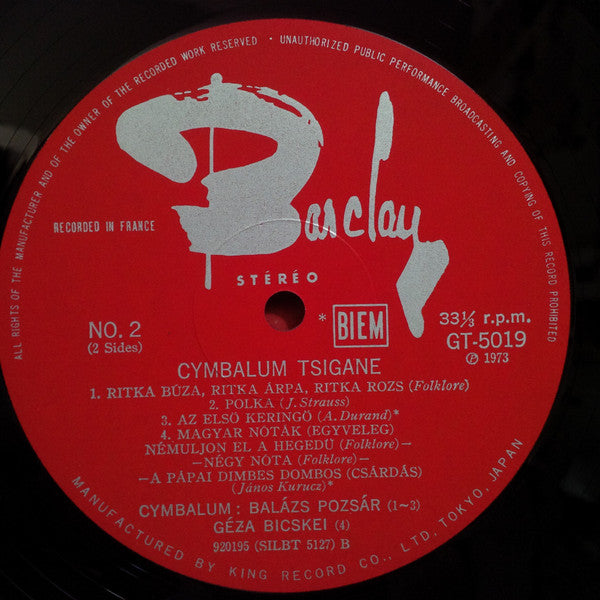 ALL RIGHTS OF THE MANUFACTURER AND OF THE OWNER OF THE RECORDED WORK RESERVED · UNAUTHORIZED PUBLIC PERFORMANCE BROADCASTING AND COPYING OF THIS RECORD PROHIBITED
Barclay
RECORDED IN FRANCE
STÉRÉO
NO. 2
(2 Sides)
* BIEM
33⅓ r.p.m.
GT-5019
Ⓟ 1973
CYMBALUM TSIGANE
1. RITKA BÚZA, RITKA ÁRPA, RITKA ROZS (Folklore)
2. POLKA (J. Strauss)
3. AZ ELSÖ KERINGÖ (A. Durand)*
4. MAGYAR NÓTÁK (EGYVELEG)
NÉMULJON EL A HEGEDÜ (Folklore)–
–NÉGY NÓTA (Folklore)–
–A PÁPAI DIMBES DOMBOS (CSÁRDÁS)
(János Kurucz)*
CYMBALUM : BALÁZS POZSÁR (1~3)
GÉZA BICSKEI (4)
920195 (SILBT 5127) B
MANUFACTURED BY KING RECORD CO., LTD, TOKYO, JAPAN